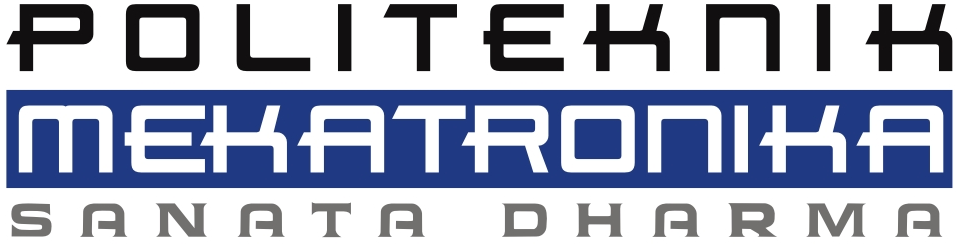 POLITEKNIK
MEKATRONIKA
SANATA DHARMA